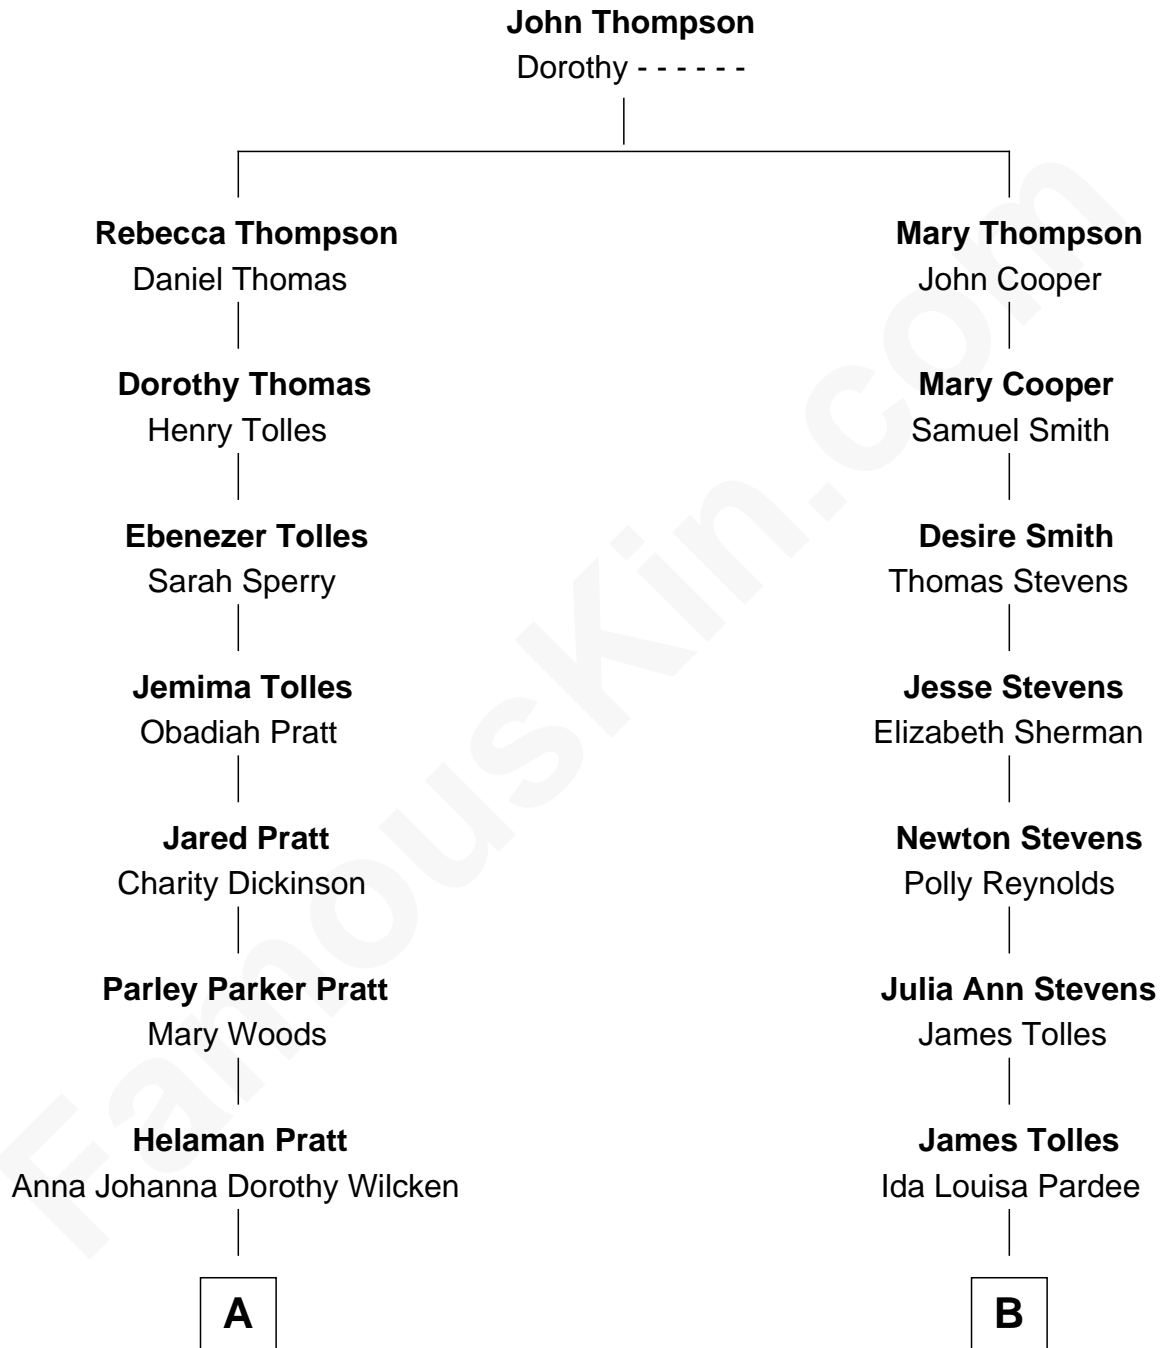 John Thompson
Dorothy - - - - - -
Rebecca Thompson
Daniel Thomas
Mary Thompson
John Cooper
Dorothy Thomas
Henry Tolles
Mary Cooper
Samuel Smith
Ebenezer Tolles
Sarah Sperry
Desire Smith
Thomas Stevens
Jemima Tolles
Obadiah Pratt
Jesse Stevens
Elizabeth Sherman
Jared Pratt
Charity Dickinson
Newton Stevens
Polly Reynolds
Parley Parker Pratt
Mary Woods
Julia Ann Stevens
James Tolles
Helaman Pratt
Anna Johanna Dorothy Wilcken
James Tolles
Ida Louisa Pardee
A
B
FamousKin.com